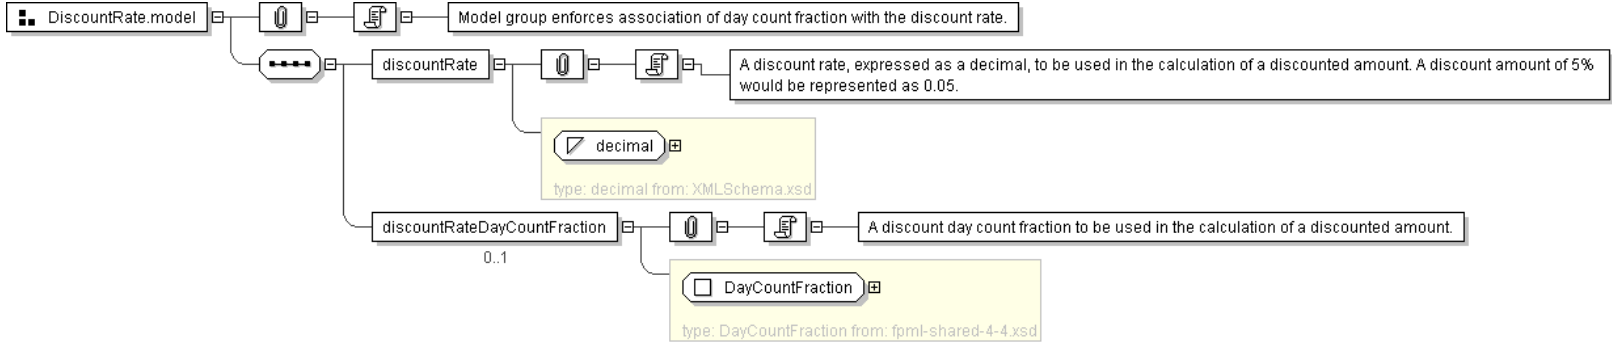 DiscountRate.model
Model group enforces association of day count fraction with the discount rate.
discountRate
A discount rate, expressed as a decimal, to be used in the calculation of a discounted amount. A discount amount of 5%
would be represented as 0.05.
decimal
type: decimal from: XMLSchema.xsd
discountRateDayCountFraction
0..1
A discount day count fraction to be used in the calculation of a discounted amount.
DayCountFraction
type: DayCountFraction from: fpml-shared-4-4.xsd